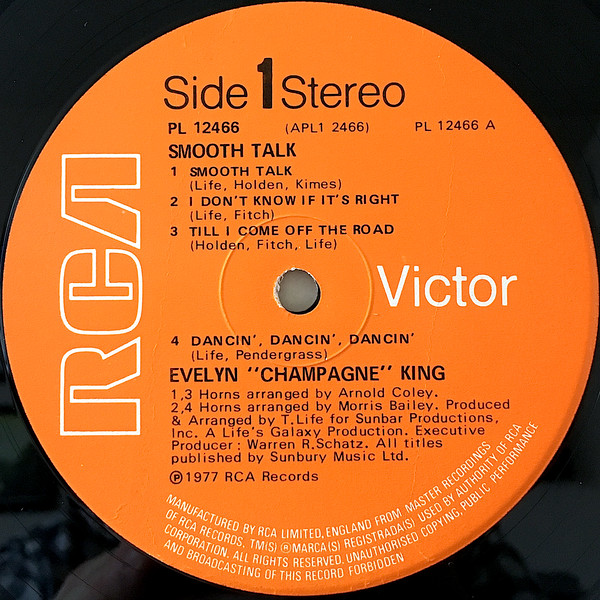 Side 1 Stereo
PL 12466 (APL1 2466) PL 12466 A
SMOOTH TALK
1 SMOOTH TALK
(Life, Holden, Kimes)
2 I DON'T KNOW IF IT'S RIGHT
(Life, Fitch)
3 TILL I COME OFF THE ROAD
(Holden, Fitch, Life)
RCA
Victor
4 DANCIN', DANCIN', DANCIN'
(Life, Pendergrass)
EVELYN "CHAMPAGNE" KING
1,3 Horns arranged by Arnold Coley.
2,4 Horns arranged by Morris Bailey. Produced
& Arranged by T.Life for Sunbar Productions,
Inc. A Life's Galaxy Production. Executive
Producer: Warren R.Schatz. All titles
published by Sunbury Music Ltd.
℗1977 RCA Records
MANUFACTURED BY RCA LIMITED, ENGLAND FROM MASTER RECORDINGS
OF RCA RECORDS, TM(S) ® MARCA(S) REGISTRADA(S) USED BY AUTHORITY OF RCA
CORPORATION. ALL RIGHTS RESERVED. UNAUTHORISED COPYING, PUBLIC PERFORMANCE
AND BROADCASTING OF THIS RECORD FORBIDDEN